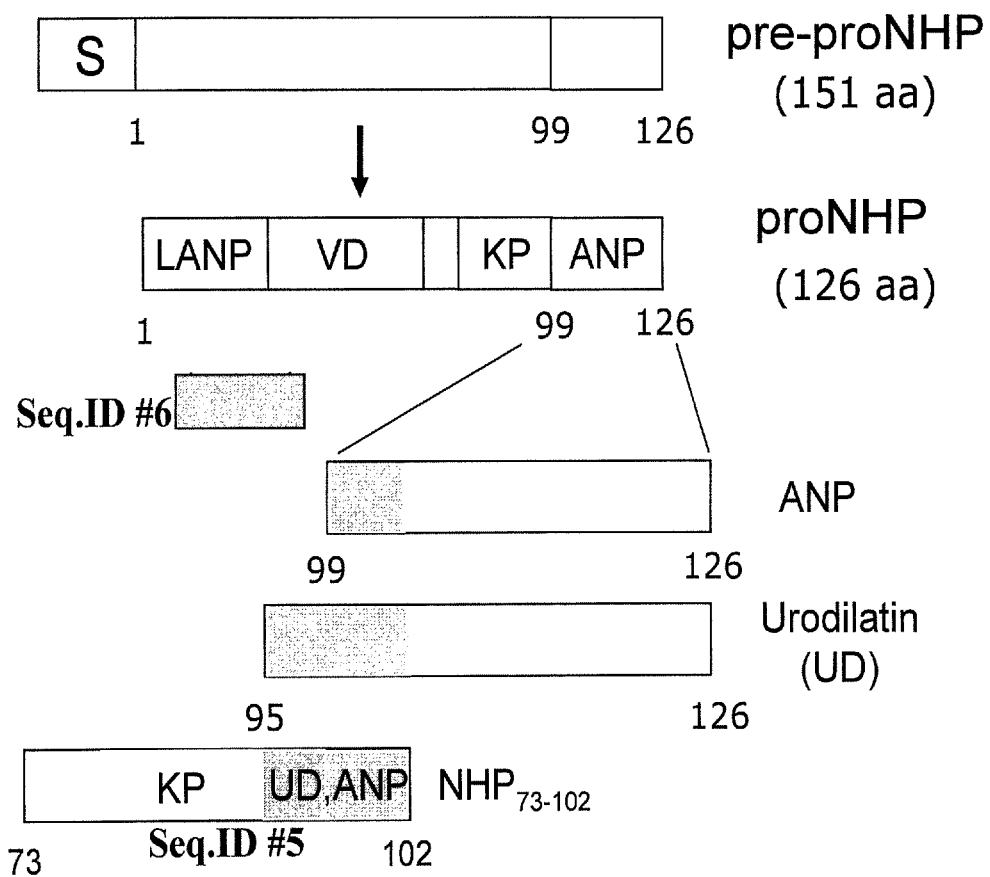 S
pre-proNHP
(151 aa)
1 99 126
LANP VD KP ANP
proNHP
(126 aa)
1 99 126
Seq.ID #6
ANP
99 126
Urodilatin
(UD)
95 126
KP UD,ANP NHP73-102
73 Seq.ID #5 102